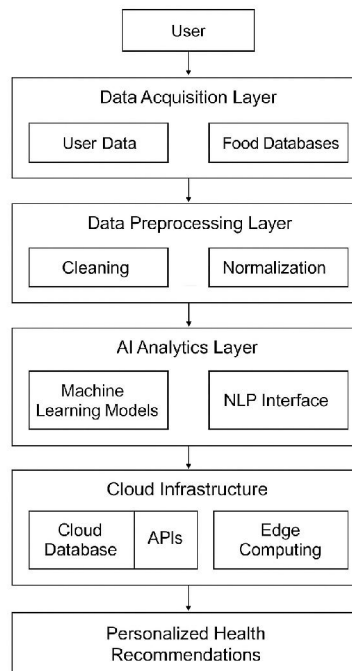 User
Data Acquisition Layer
User Data
Food Databases
Data Preprocessing Layer
Cleaning
Normalization
AI Analytics Layer
Machine
Learning Models
NLP Interface
Cloud Infrastructure
Cloud
Database
APIs
Edge
Computing
Personalized Health
Recommendations